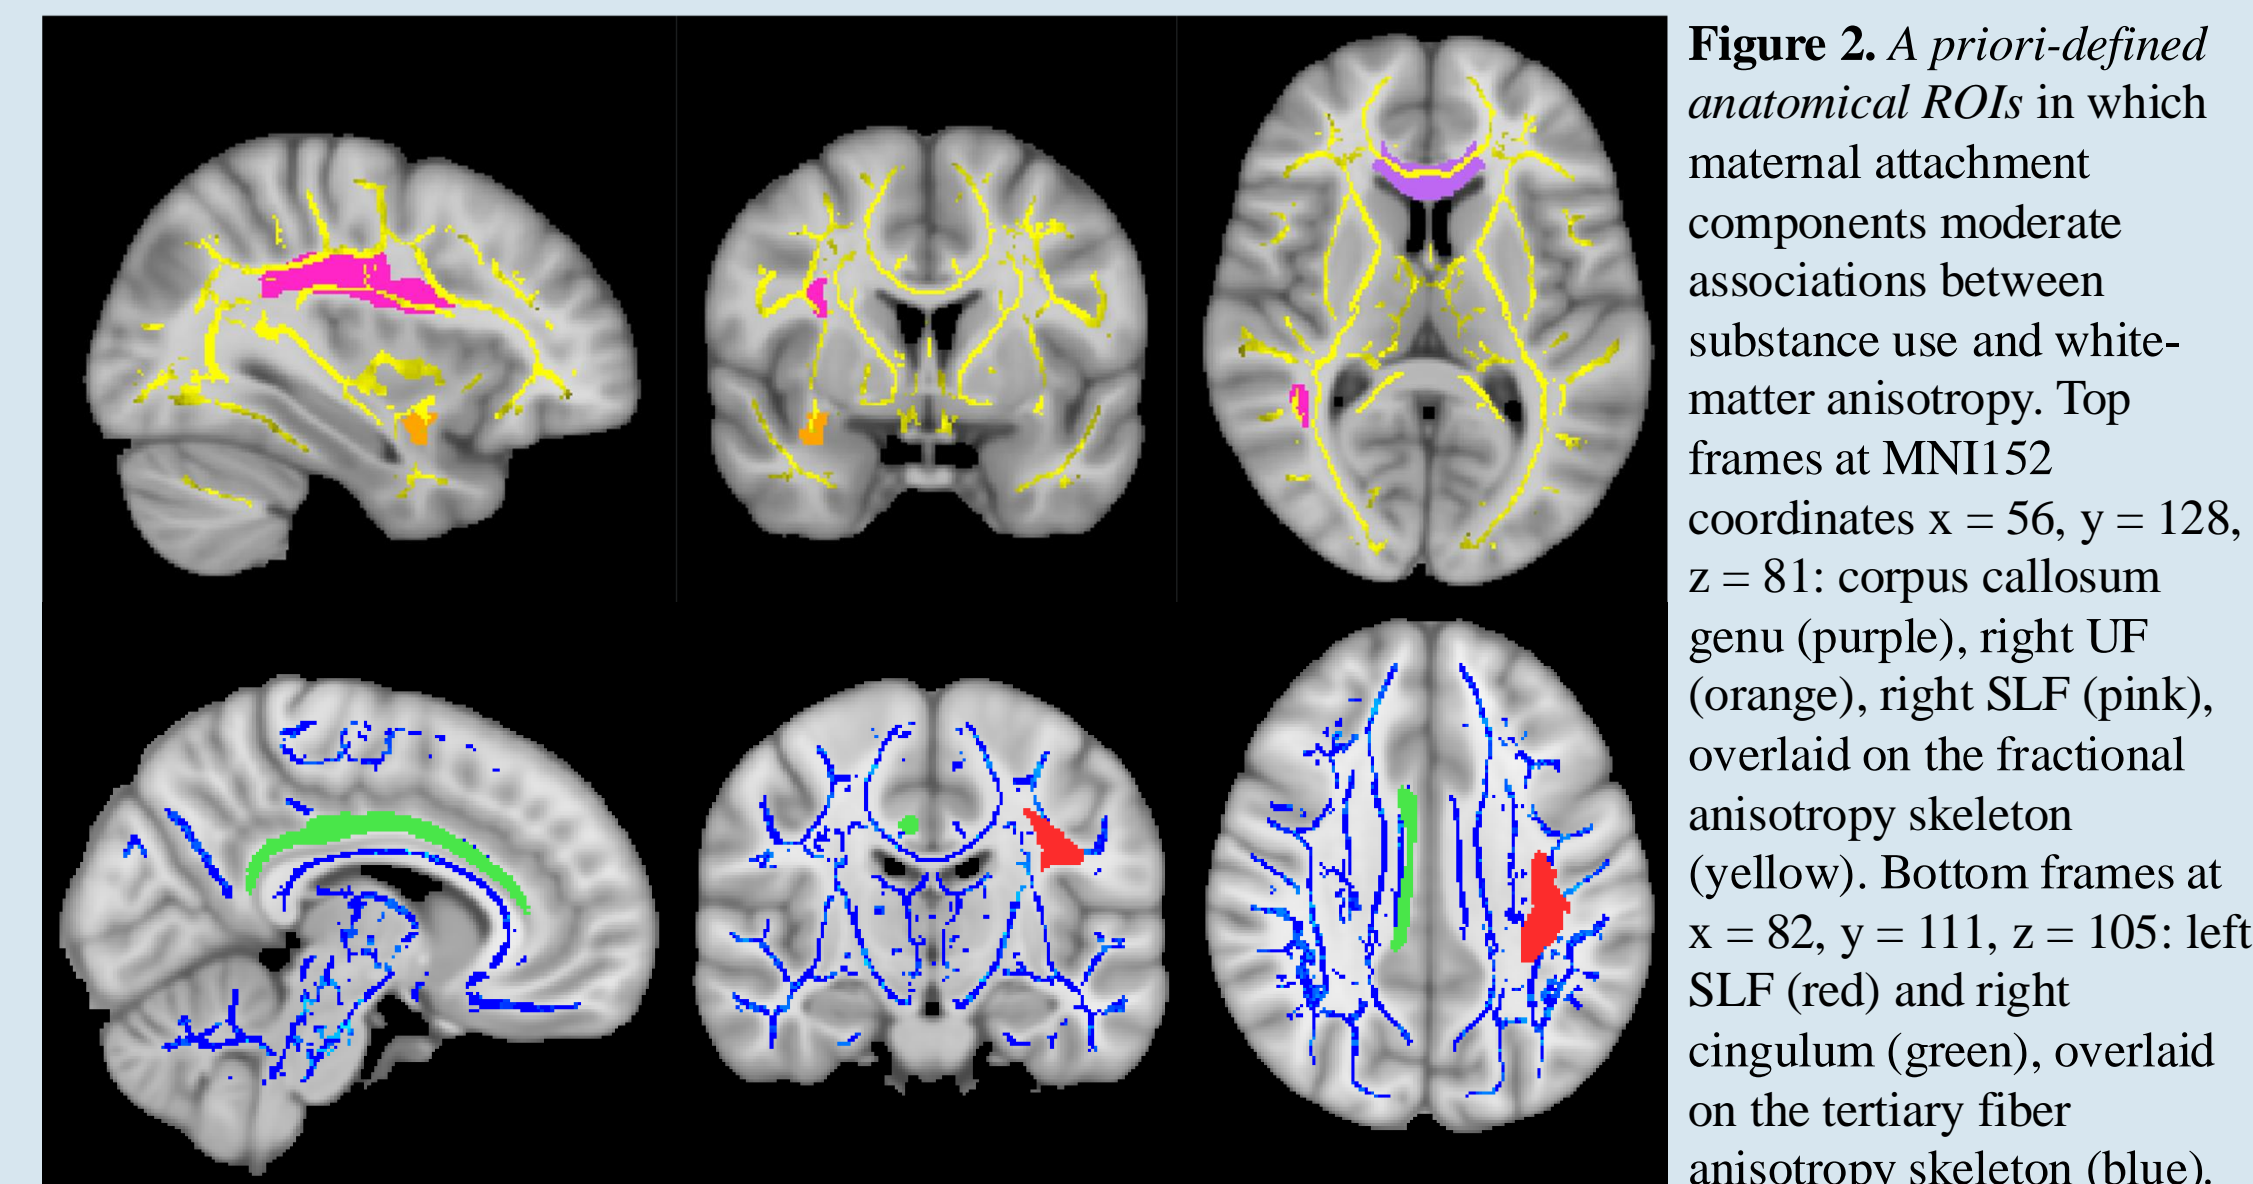 Figure 2. A priori-defined
anatomical ROIs in which
maternal attachment
components moderate
associations between
substance use and white-
matter anisotropy. Top
frames at MNI152
coordinates x = 56, y = 128,
z = 81: corpus callosum
genu (purple), right UF
(orange), right SLF (pink),
overlaid on the fractional
anisotropy skeleton
(yellow). Bottom frames at
x = 82, y = 111, z = 105: left
SLF (red) and right
cingulum (green), overlaid
on the tertiary fiber
anisotropy skeleton (blue).